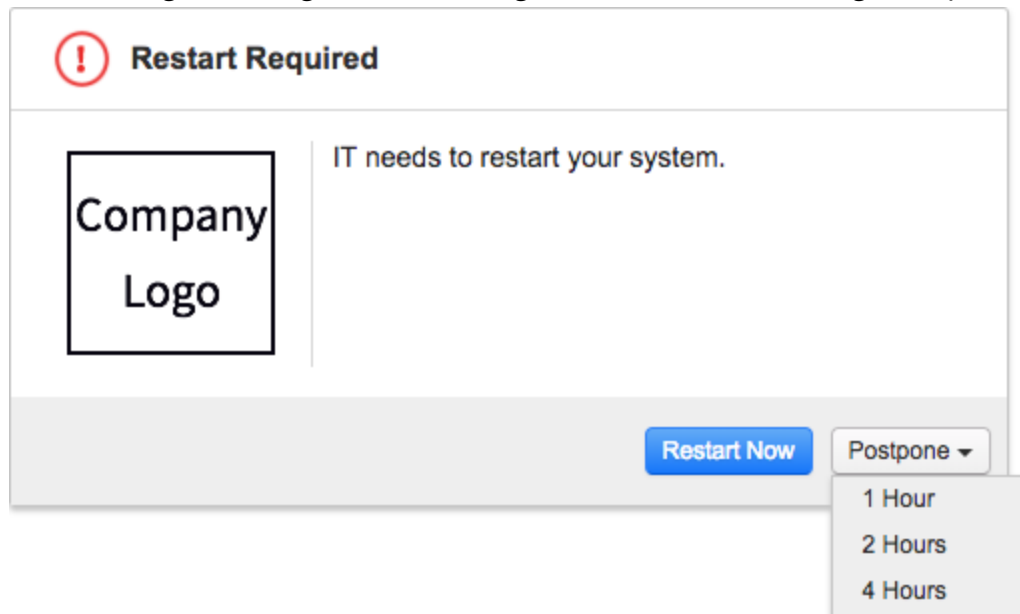 Restart Required
IT needs to restart your system.
Company
Logo
Restart Now
Postpone
1 Hour
2 Hours
4 Hours